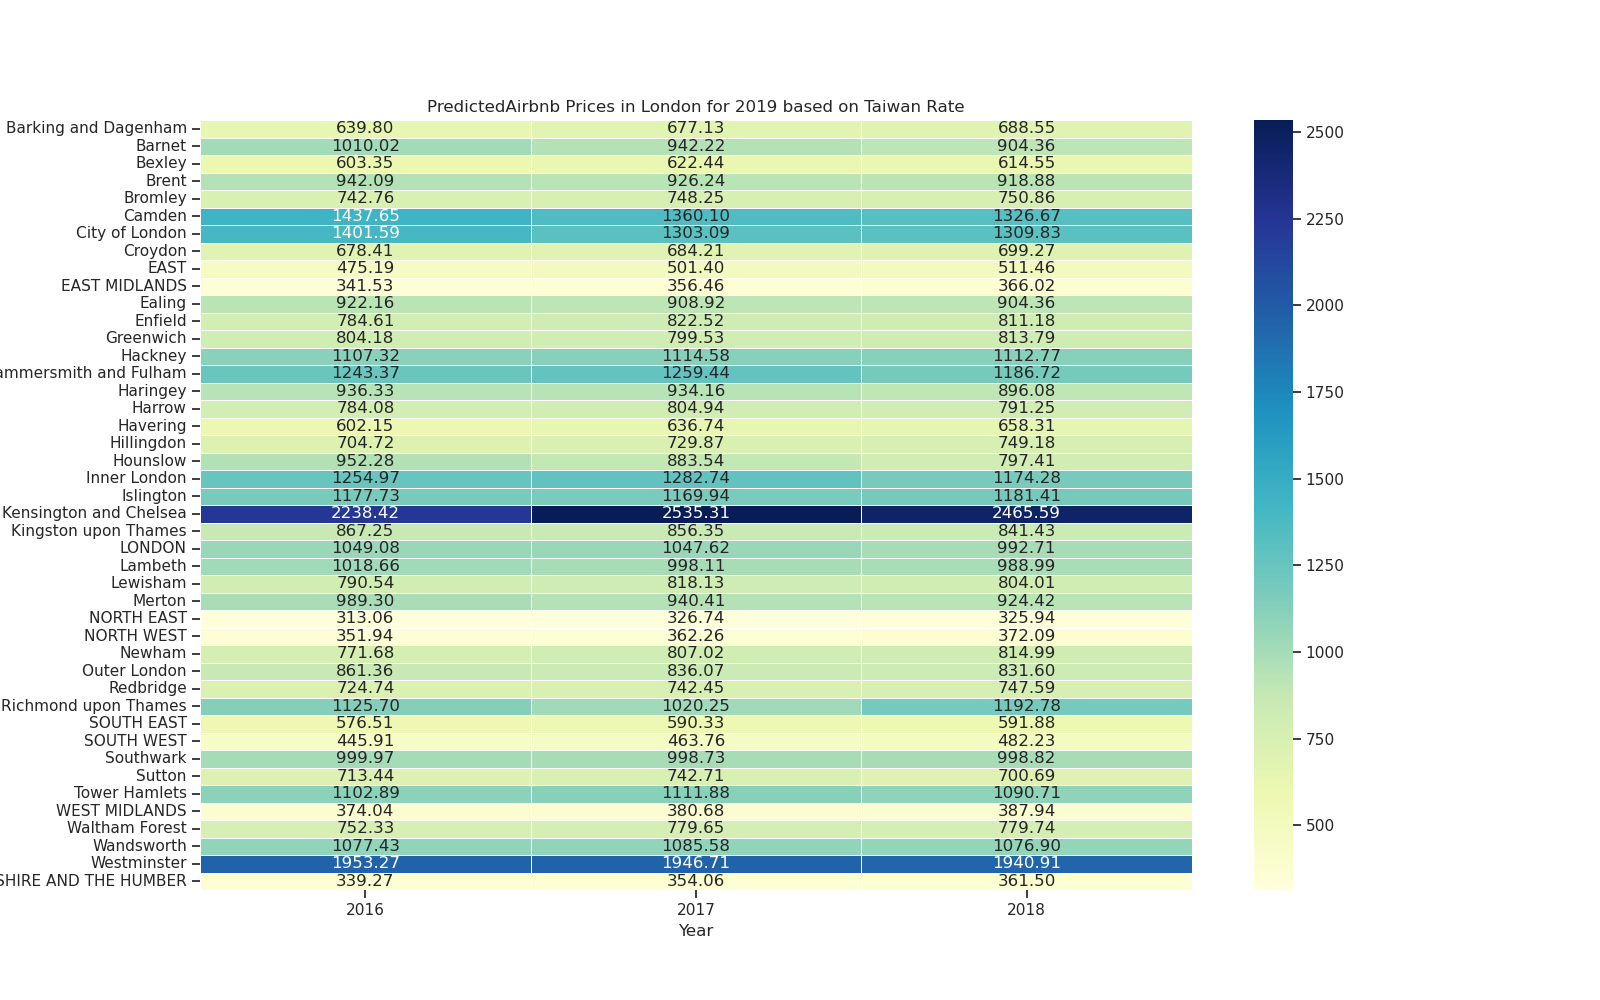 PredictedAirbnb Prices in London for 2019 based on Taiwan Rate
Barking and Dagenham 639.80 677.13 688.55
Barnet 1010.02 942.22 904.36
Bexley 603.35 622.44 614.55
Brent 942.09 926.24 918.88
Bromley 742.76 748.25 750.86
Camden 1437.65 1360.10 1326.67
City of London 1401.59 1303.09 1309.83
Croydon 678.41 684.21 699.27
EAST 475.19 501.40 511.46
EAST MIDLANDS 341.53 356.46 366.02
Ealing 922.16 908.92 904.36
Enfield 784.61 822.52 811.18
Greenwich 804.18 799.53 813.79
Hackney 1107.32 1114.58 1112.77
ammersmith and Fulham 1243.37 1259.44 1186.72
Haringey 936.33 934.16 896.08
Harrow 784.08 804.94 791.25
Havering 602.15 636.74 658.31
Hillingdon 704.72 729.87 749.18
Hounslow 952.28 883.54 797.41
Inner London 1254.97 1282.74 1174.28
Islington 1177.73 1169.94 1181.41
Kensington and Chelsea 2238.42 2535.31 2465.59
Kingston upon Thames 867.25 856.35 841.43
LONDON 1049.08 1047.62 992.71
Lambeth 1018.66 998.11 988.99
Lewisham 790.54 818.13 804.01
Merton 989.30 940.41 924.42
NORTH EAST 313.06 326.74 325.94
NORTH WEST 351.94 362.26 372.09
Newham 771.68 807.02 814.99
Outer London 861.36 836.07 831.60
Redbridge 724.74 742.45 747.59
Richmond upon Thames 1125.70 1020.25 1192.78
SOUTH EAST 576.51 590.33 591.88
SOUTH WEST 445.91 463.76 482.23
Southwark 999.97 998.73 998.82
Sutton 713.44 742.71 700.69
Tower Hamlets 1102.89 1111.88 1090.71
WEST MIDLANDS 374.04 380.68 387.94
Waltham Forest 752.33 779.65 779.74
Wandsworth 1077.43 1085.58 1076.90
Westminster 1953.27 1946.71 1940.91
SHIRE AND THE HUMBER 339.27 354.06 361.50
2016 2017 2018
Year
2500
2250
2000
1750
1500
1250
1000
750
500